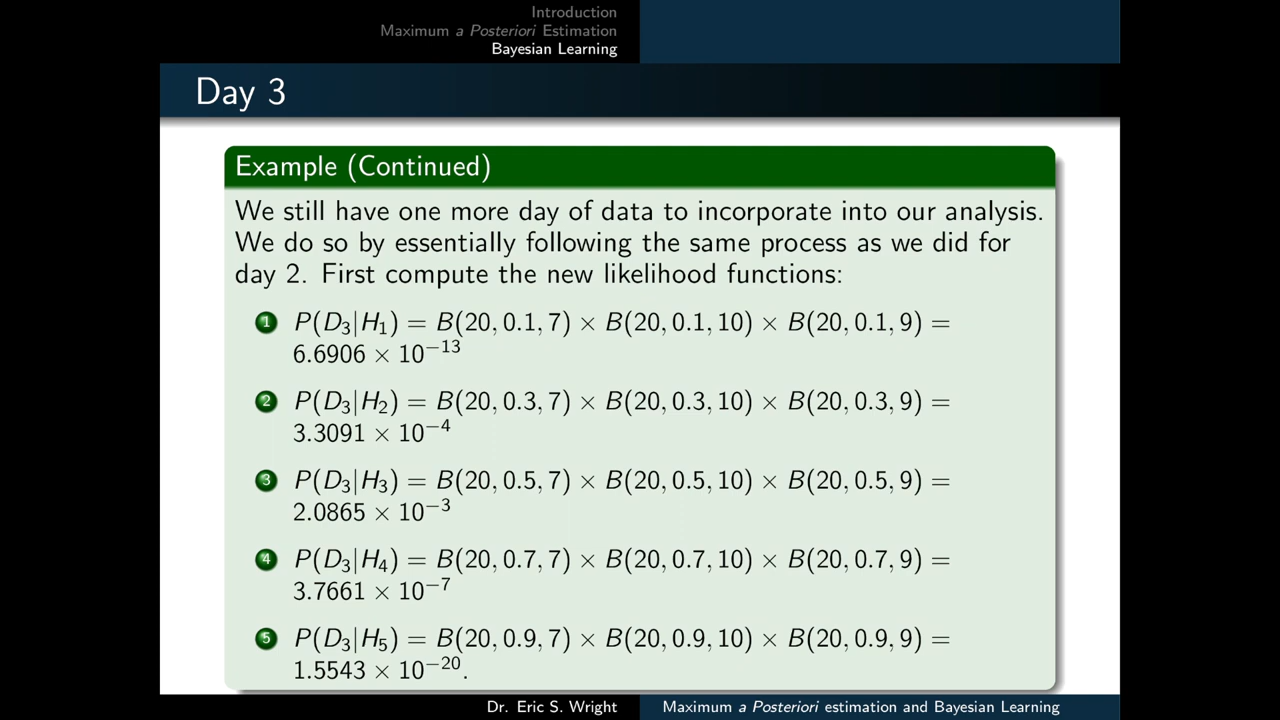 Introduction
Maximum a Posteriori Estimation
Bayesian Learning
Day 3
Example (Continued)
We still have one more day of data to incorporate into our analysis.
We do so by essentially following the same process as we did for
day 2. First compute the new likelihood functions:
1 P(D₃|H₁) = B(20, 0.1, 7) × B(20, 0.1, 10) × B(20, 0.1, 9) =
6.6906 × 10⁻¹³
2 P(D₃|H₂) = B(20, 0.3, 7) × B(20, 0.3, 10) × B(20, 0.3, 9) =
3.3091 × 10⁻⁴
3 P(D₃|H₃) = B(20, 0.5, 7) × B(20, 0.5, 10) × B(20, 0.5, 9) =
2.0865 × 10⁻³
4 P(D₃|H₄) = B(20, 0.7, 7) × B(20, 0.7, 10) × B(20, 0.7, 9) =
3.7661 × 10⁻⁷
5 P(D₃|H₅) = B(20, 0.9, 7) × B(20, 0.9, 10) × B(20, 0.9, 9) =
1.5543 × 10⁻²⁰.
Dr. Eric S. Wright
Maximum a Posteriori estimation and Bayesian Learning